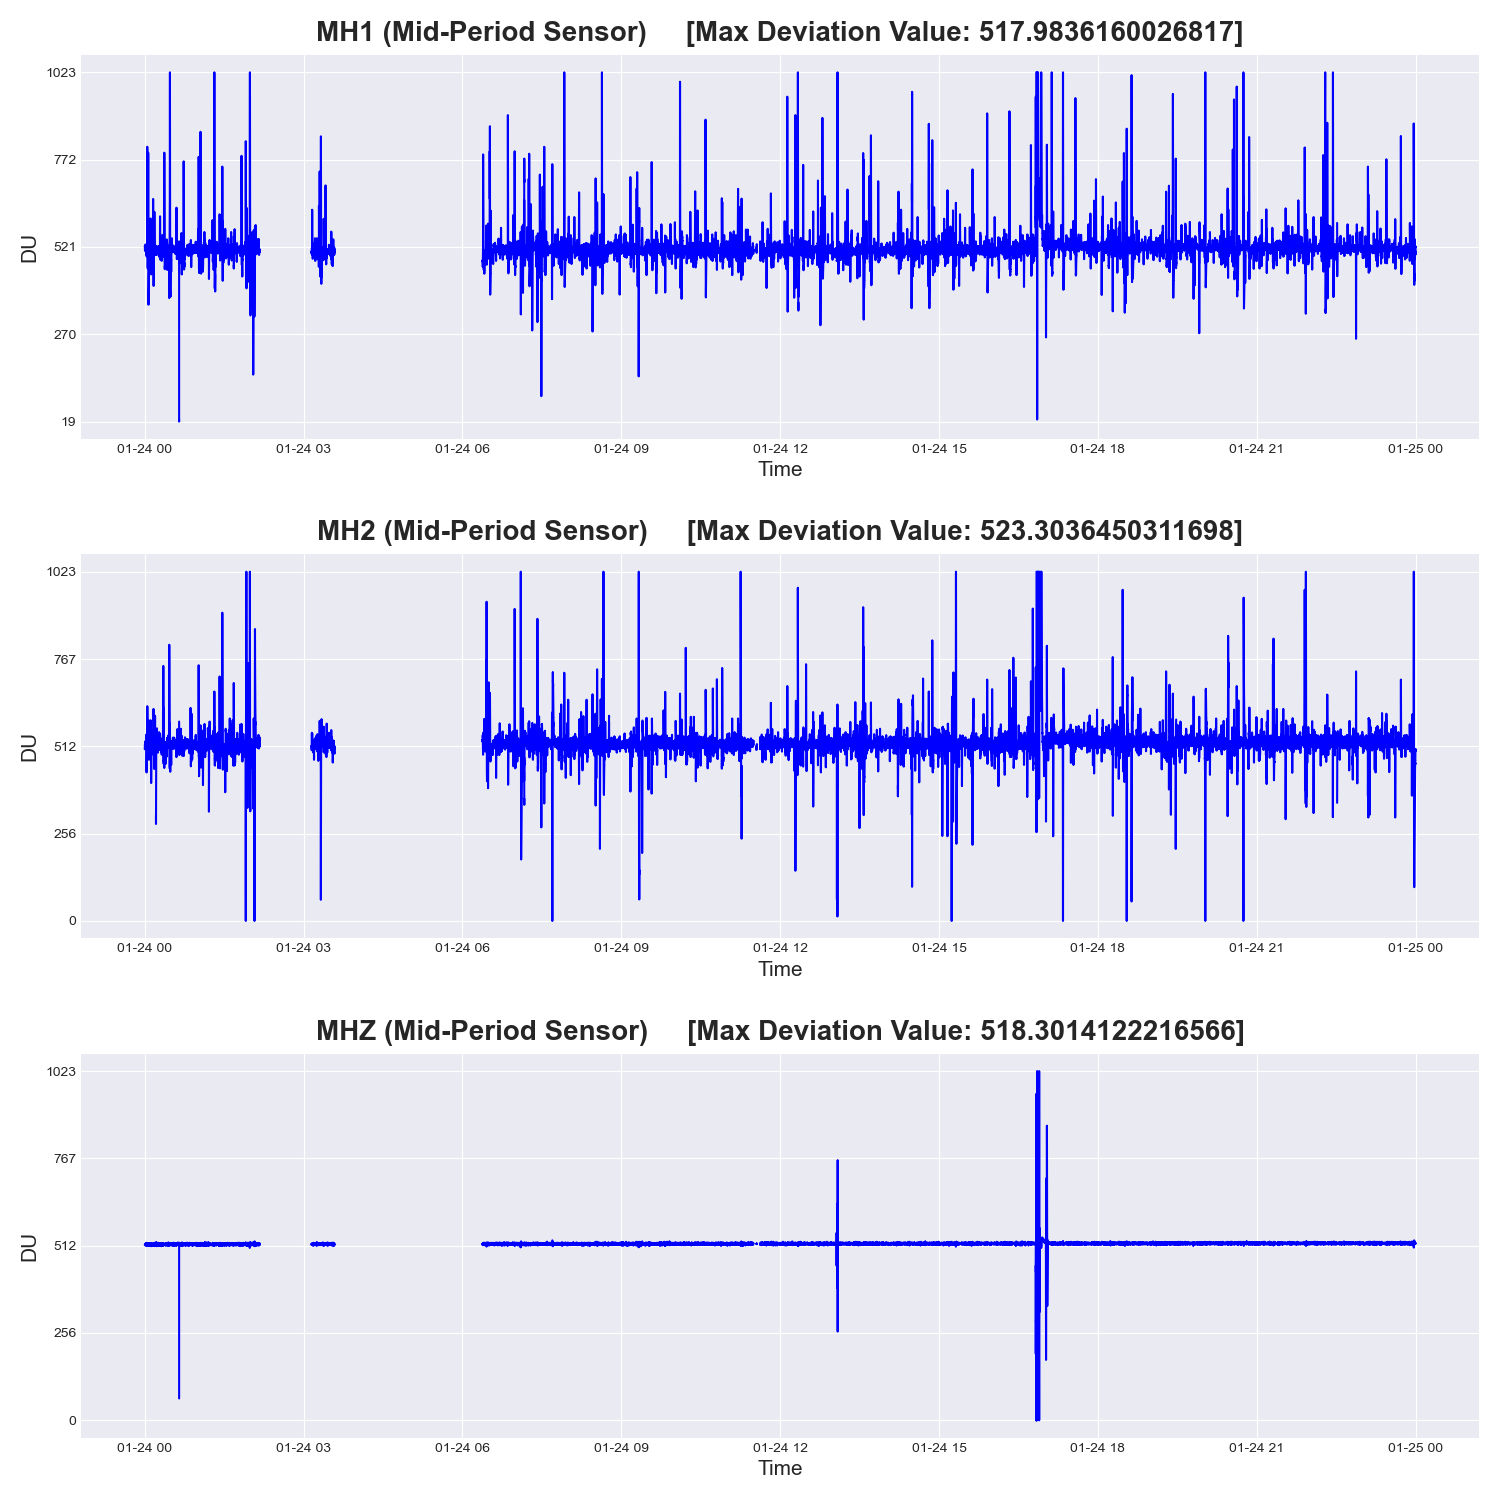 MH1 (Mid-Period Sensor) [Max Deviation Value: 517.9836160026817]
1023
772
521
270
19
DU
01-24 00 01-24 03 01-24 06 01-24 09 01-24 12 01-24 15 01-24 18 01-24 21 01-25 00
Time
MH2 (Mid-Period Sensor) [Max Deviation Value: 523.3036450311698]
1023
767
512
256
0
DU
01-24 00 01-24 03 01-24 06 01-24 09 01-24 12 01-24 15 01-24 18 01-24 21 01-25 00
Time
MHZ (Mid-Period Sensor) [Max Deviation Value: 518.3014122216566]
1023
767
512
256
0
DU
01-24 00 01-24 03 01-24 06 01-24 09 01-24 12 01-24 15 01-24 18 01-24 21 01-25 00
Time